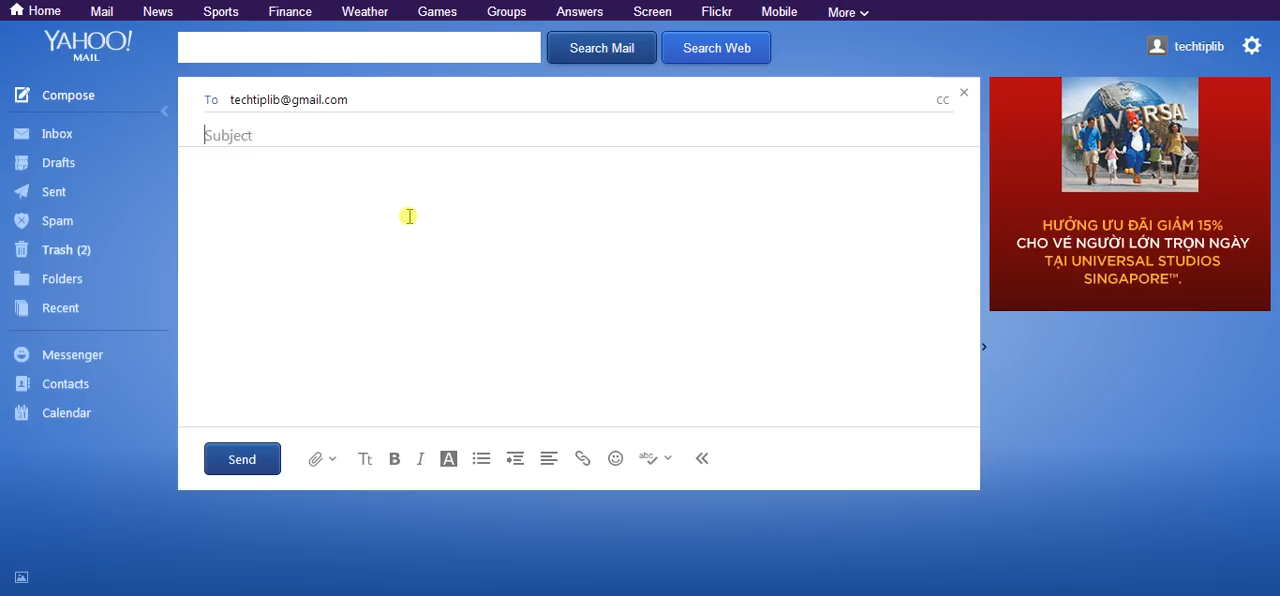 Home Mail News Sports Finance Weather Games Groups Answers Screen Flickr Mobile More
YAHOO!
MAIL
Search Mail Search Web
techtiplib
Compose
Inbox
Drafts
Sent
Spam
Trash (2)
Folders
Recent
Messenger
Contacts
Calendar
To techtiplib@gmail.com CC
Subject
Send
Tt B I A abc
UNIVERSAL
HƯỞNG ƯU ĐÃI GIẢM 15%
CHO VÉ NGƯỜI LỚN TRỌN NGÀY
TẠI UNIVERSAL STUDIOS
SINGAPORE™.